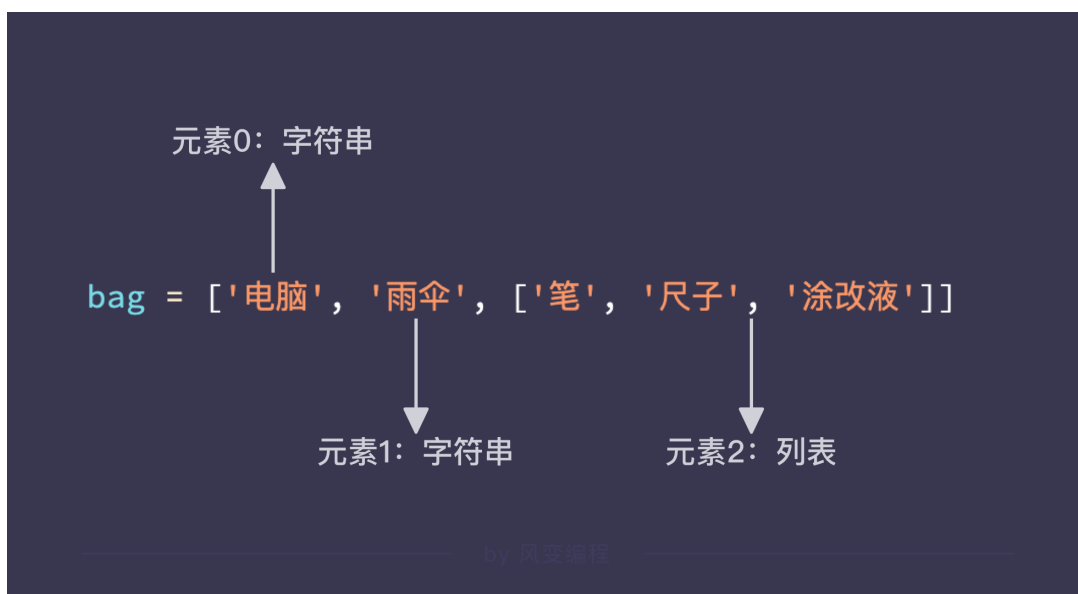 元素0：字符串
bag = ['电脑', '雨伞', ['笔', '尺子', '涂改液']]
元素1：字符串
元素2：列表
by 风变编程